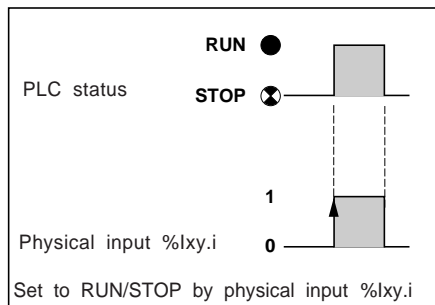 RUN
PLC status
STOP
1
Physical input %Ixy.i
0
Set to RUN/STOP by physical input %Ixy.i